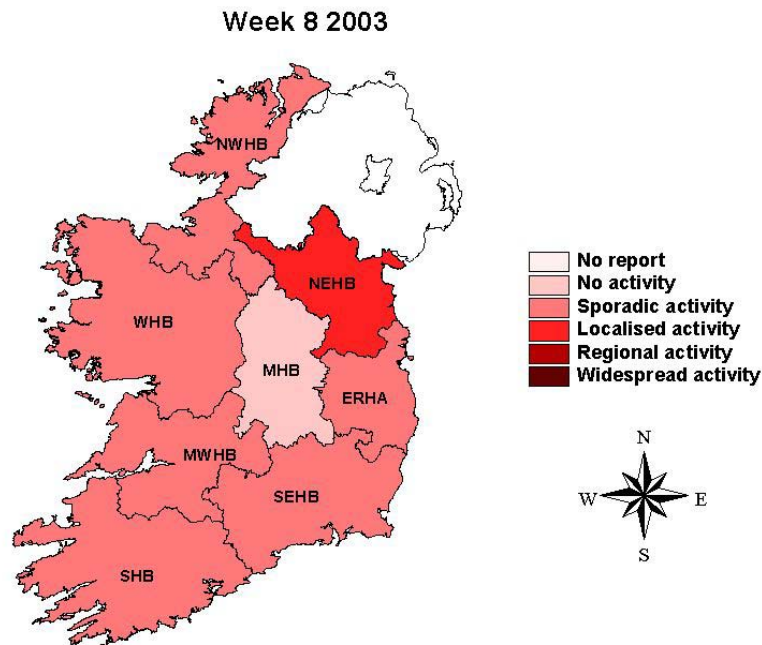 Week 8 2003
NWHB
NEHB
WHB
MHB
ERHA
MWHB
SEHB
SHB
No report
No activity
Sporadic activity
Localised activity
Regional activity
Widespread activity
N
W E
S